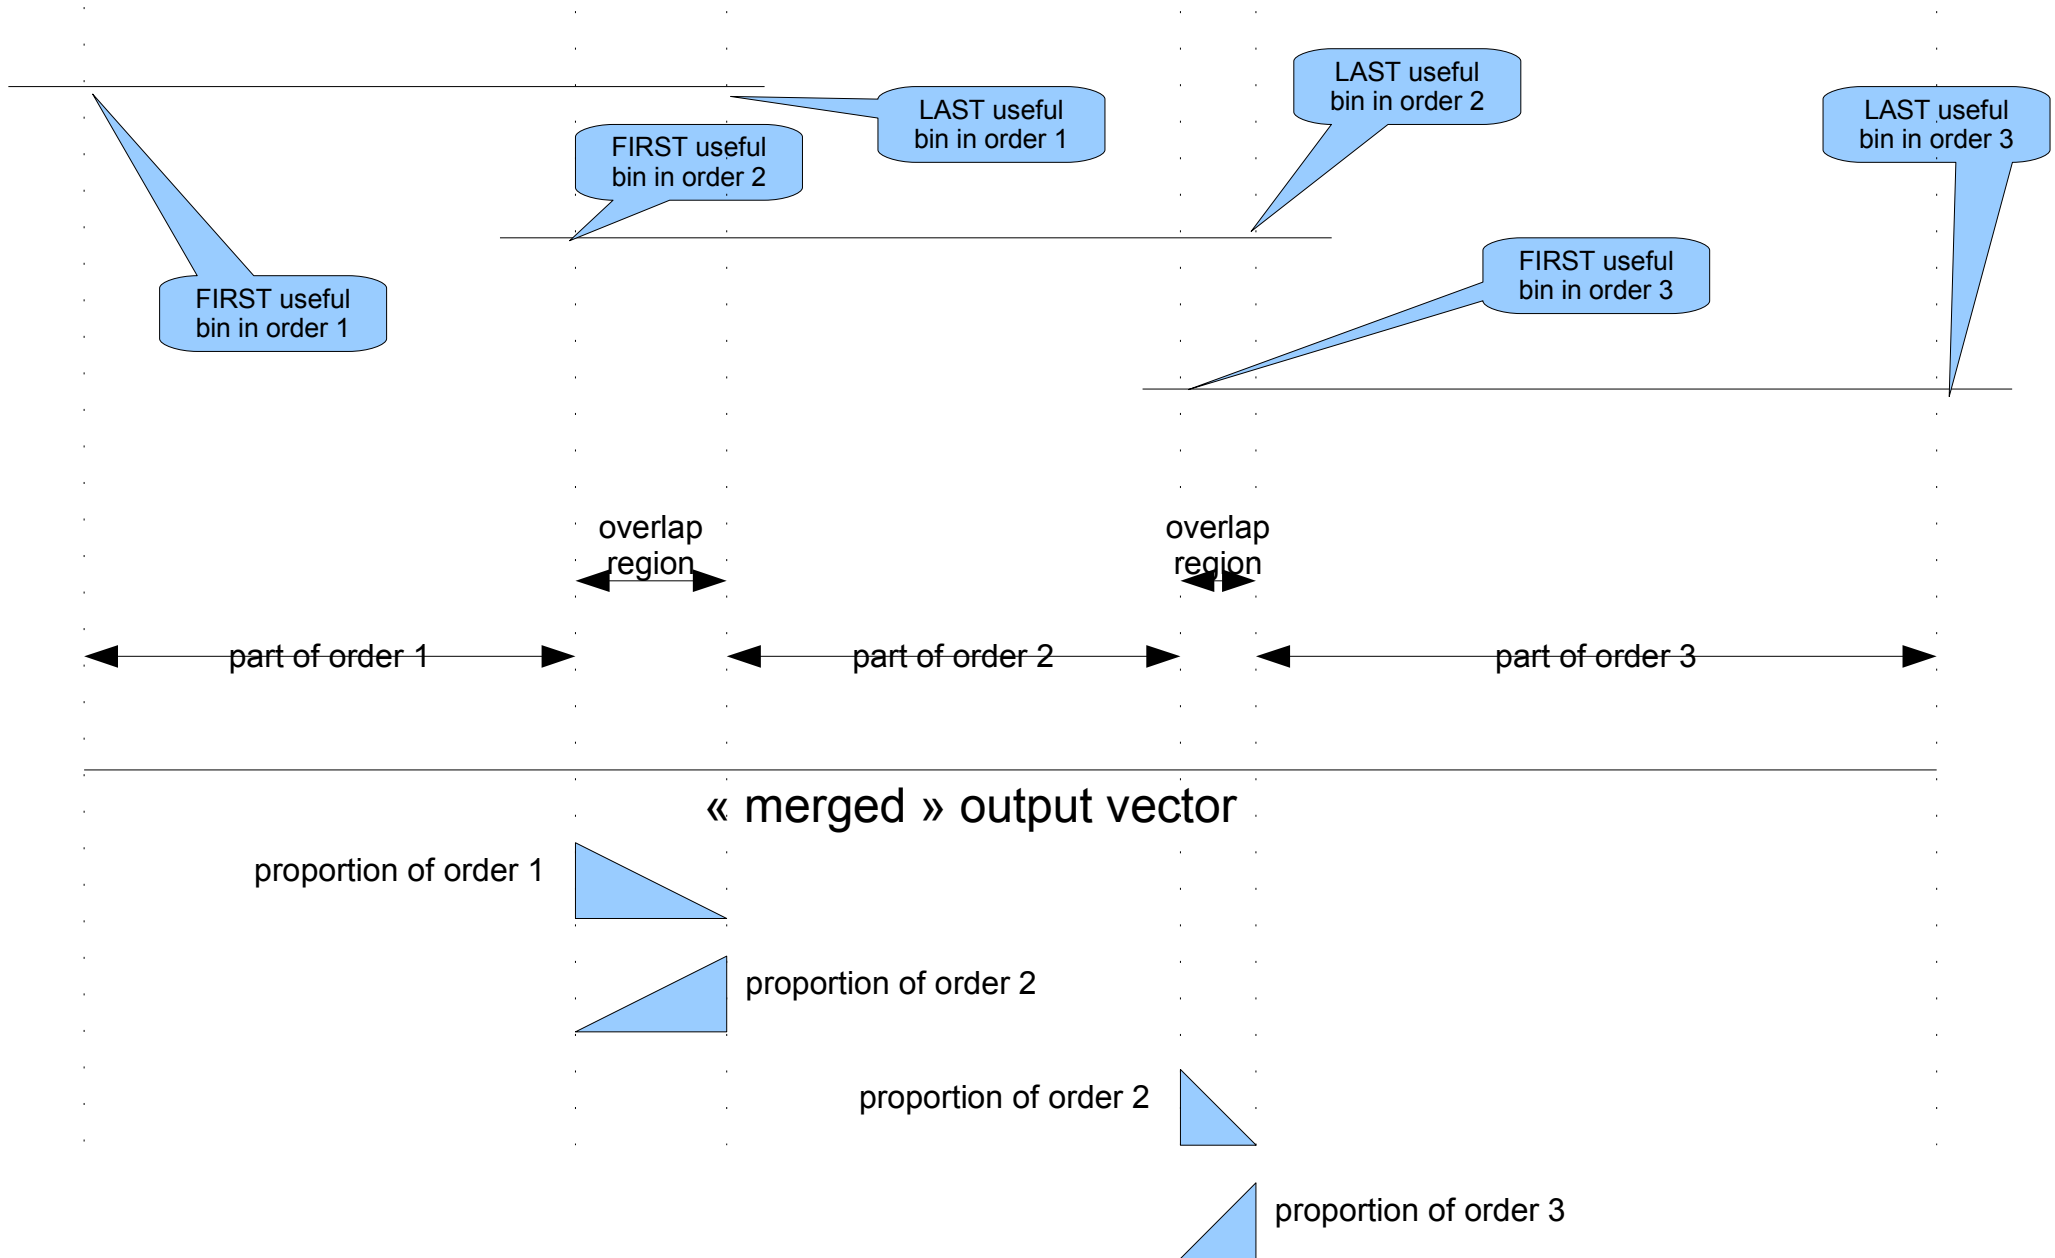 LAST useful
bin in order 2
LAST useful
bin in order 1
LAST useful
bin in order 3
FIRST useful
bin in order 2
FIRST useful
bin in order 3
FIRST useful
bin in order 1
overlap
region
overlap
region
part of order 1
part of order 2
part of order 3
« merged » output vector
proportion of order 1
proportion of order 2
proportion of order 2
proportion of order 3